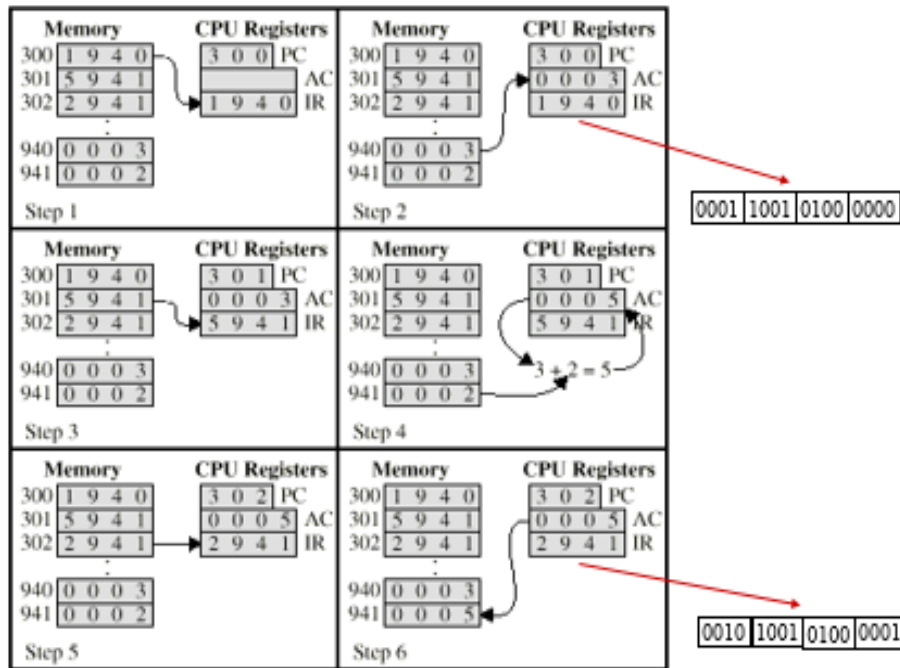 Memory CPU Registers
300 1 9 4 0 3 0 0 PC
301 5 9 4 1 AC
302 2 9 4 1 1 9 4 0 IR
940 0 0 0 3
941 0 0 0 2
Step 1
Memory CPU Registers
300 1 9 4 0 3 0 0 PC
301 5 9 4 1 0 0 0 3 AC
302 2 9 4 1 1 9 4 0 IR
940 0 0 0 3
941 0 0 0 2
Step 2
0001 1001 0100 0000
Memory CPU Registers
300 1 9 4 0 3 0 1 PC
301 5 9 4 1 0 0 0 3 AC
302 2 9 4 1 5 9 4 1 IR
940 0 0 0 3
941 0 0 0 2
Step 3
Memory CPU Registers
300 1 9 4 0 3 0 1 PC
301 5 9 4 1 0 0 0 5 AC
302 2 9 4 1 5 9 4 1 IR
940 0 0 0 3 3 + 2 = 5
941 0 0 0 2
Step 4
Memory CPU Registers
300 1 9 4 0 3 0 2 PC
301 5 9 4 1 0 0 0 5 AC
302 2 9 4 1 2 9 4 1 IR
940 0 0 0 3
941 0 0 0 2
Step 5
Memory CPU Registers
300 1 9 4 0 3 0 2 PC
301 5 9 4 1 0 0 0 5 AC
302 2 9 4 1 2 9 4 1 IR
940 0 0 0 3
941 0 0 0 5
Step 6
0010 1001 0100 0001